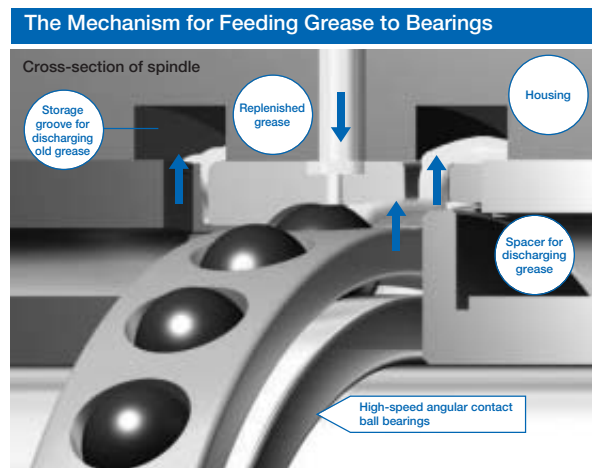 The Mechanism for Feeding Grease to Bearings
Cross-section of spindle
Storage
groove for
discharging
old grease
Replenished
grease
Housing
Spacer for
discharging
grease
High-speed angular contact
ball bearings